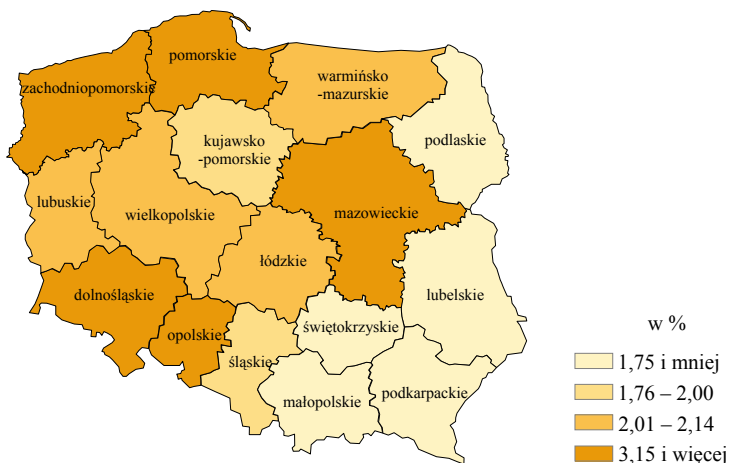 pomorskie
warmińsko
-mazurskie
zachodniopomorskie
kujawsko
-pomorskie
podlaskie
lubuskie
wielkopolskie
mazowieckie
łódzkie
dolnośląskie
lubelskie
opolskie
świętokrzyskie
śląskie
małopolskie
podkarpackie
w %
1,75 i mniej
1,76 – 2,00
2,01 – 2,14
3,15 i więcej